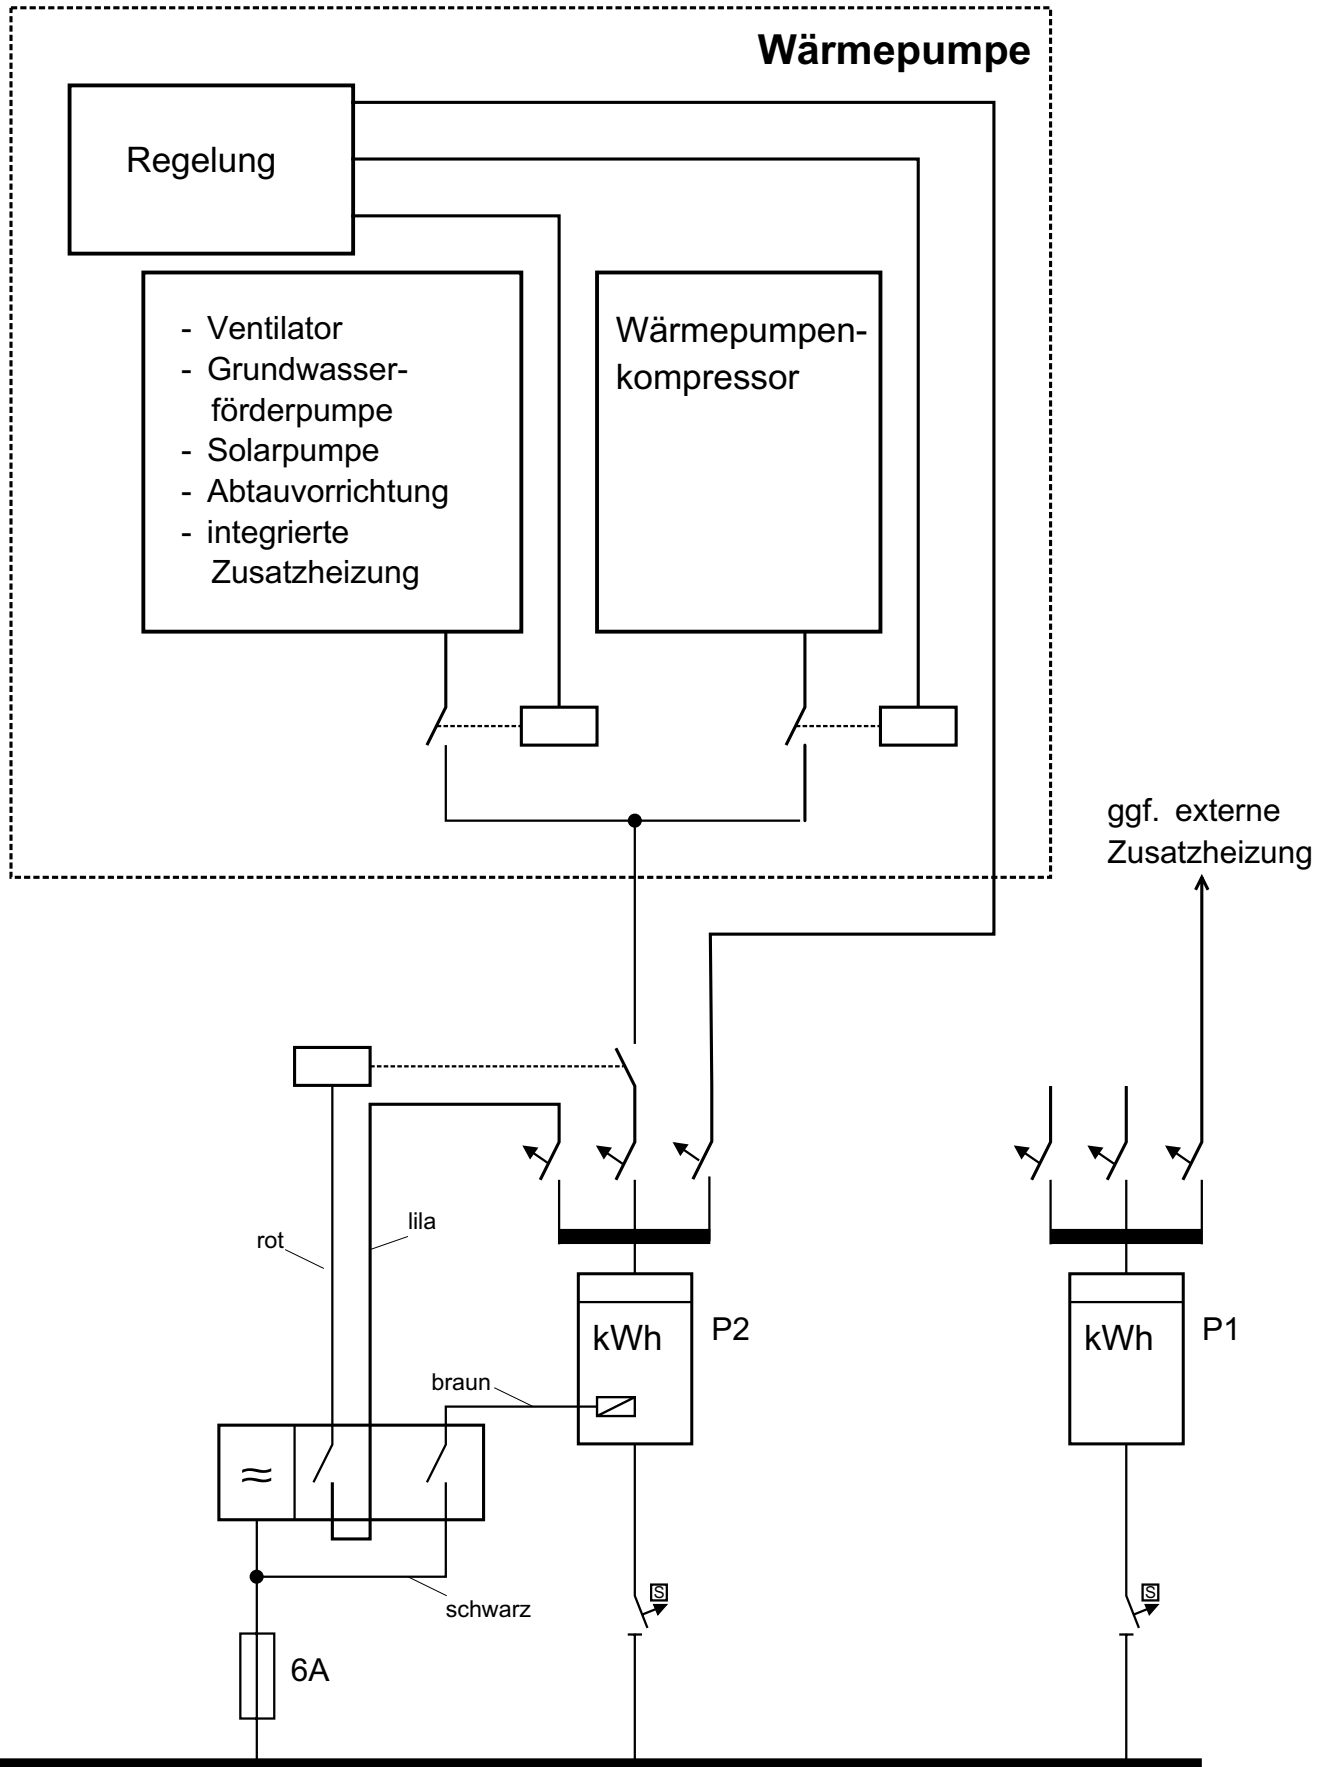 Wärmepumpe
Regelung
- Ventilator
- Grundwasser-
förderpumpe
- Solarpumpe
- Abtauvorrichtung
- integrierte
Zusatzheizung
Wärmepumpen-
kompressor
ggf. externe
Zusatzheizung
rot
lila
kWh
P2
kWh
P1
braun
≈
schwarz
S
S
6A